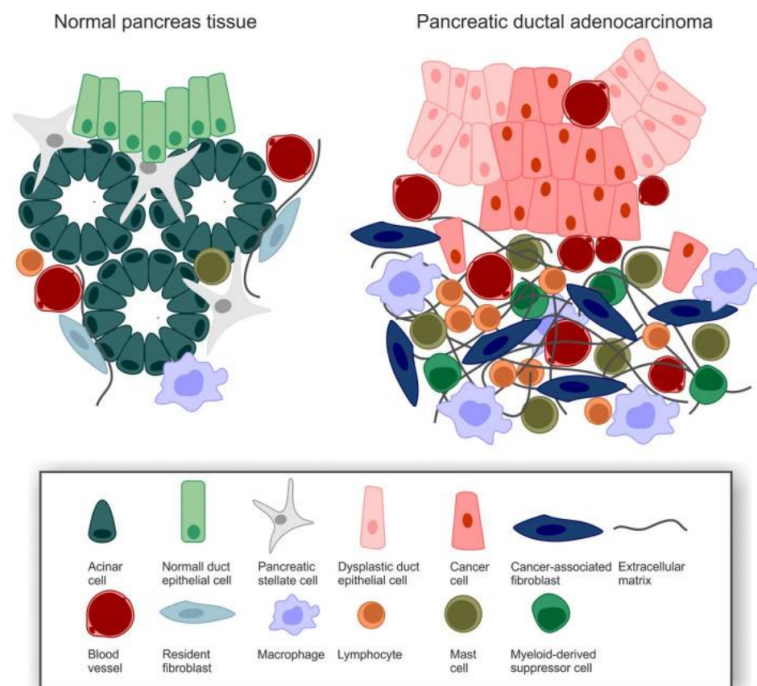 Normal pancreas tissue
Pancreatic ductal adenocarcinoma
Acinar
cell
Normall duct
epithelial cell
Pancreatic
stellate cell
Dysplastic duct
epithelial cell
Cancer
cell
Cancer-associated
fibroblast
Extracellular
matrix
Blood
vessel
Resident
fibroblast
Macrophage
Lymphocyte
Mast
cell
Myeloid-derived
suppressor cell